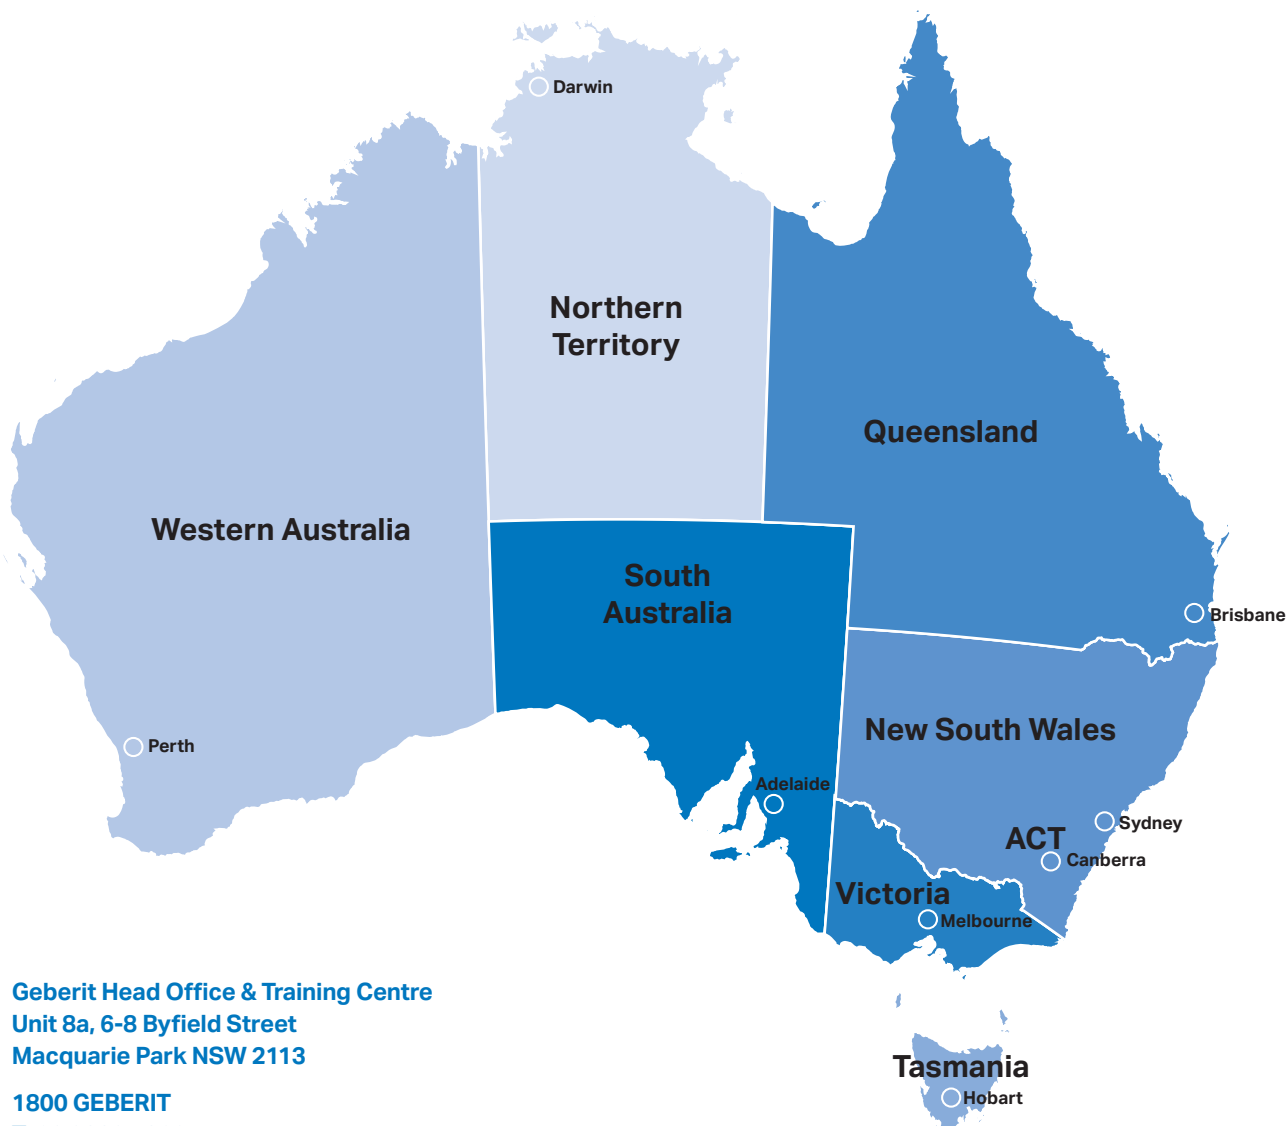 Darwin
Northern
Territory
Queensland
Western Australia
South
Australia
Brisbane
New South Wales
Perth
Adelaide
Sydney
ACT
Canberra
Victoria
Melbourne
Geberit Head Office & Training Centre
Unit 8a, 6-8 Byfield Street
Macquarie Park NSW 2113
Tasmania
Hobart
1800 GEBERIT